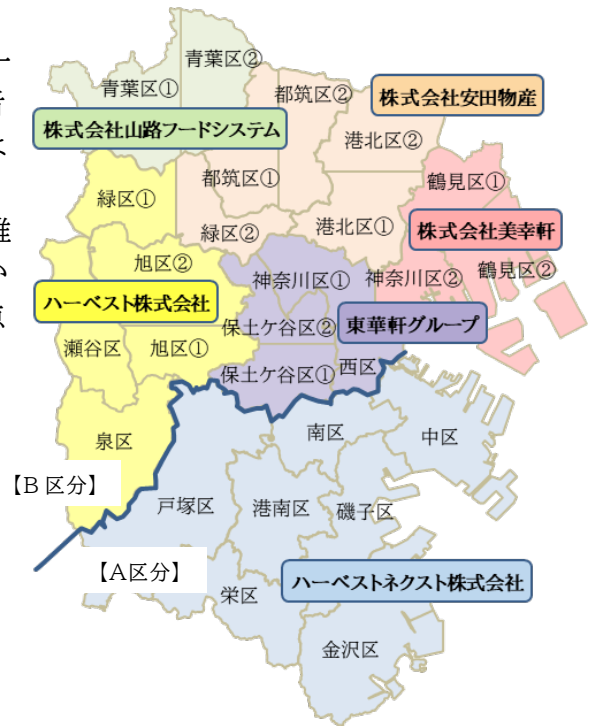 青葉区②
青葉区①
都筑区②
株式会社安田物産
株式会社山路フードシステム
港北区②
都筑区①
鶴見区①
緑区①
港北区①
緑区②
株式会社美幸軒
旭区②
神奈川区①
神奈川区②
鶴見区②
ハーベスト株式会社
保土ケ谷区②
東華軒グループ
瀬谷区
旭区①
保土ケ谷区①
西区
泉区
南区
中区
【B区分】
戸塚区
港南区
磯子区
【A区分】
栄区
ハーベストネクスト株式会社
金沢区